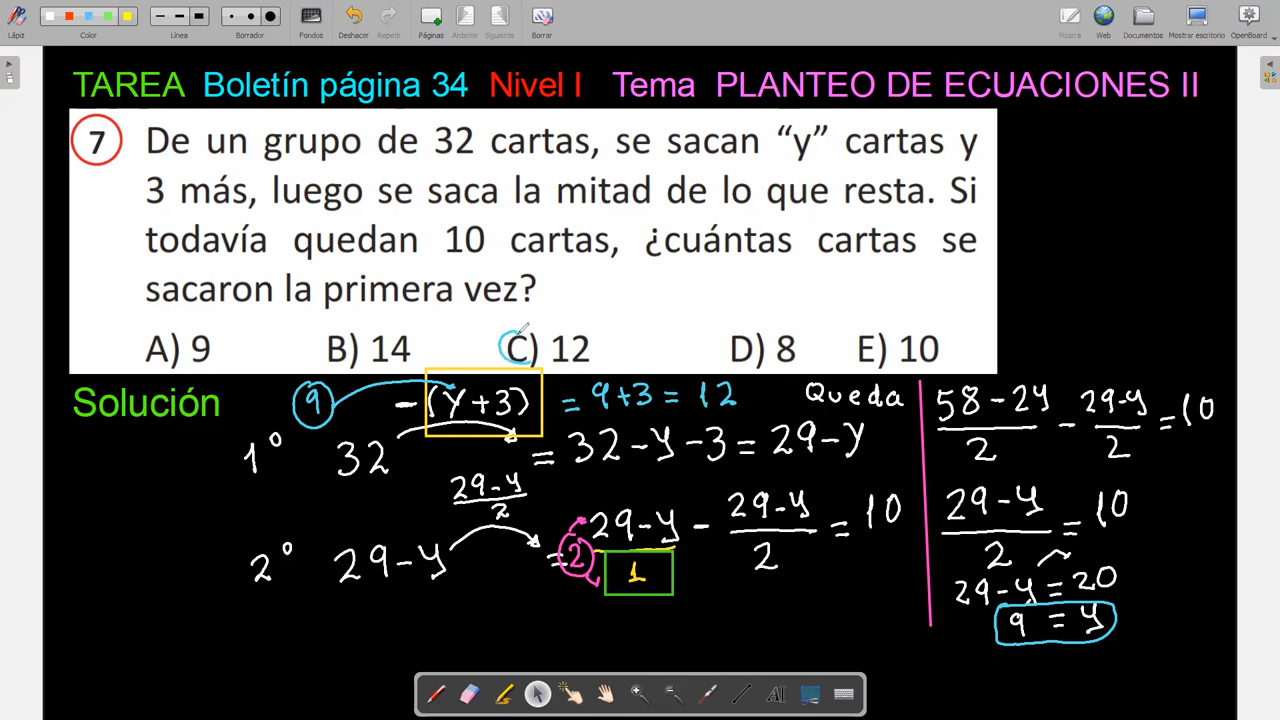 Lápiz Color Línea Borrador Fondos Deshacer Repetir Páginas Anterior Siguiente Borrar Pizarra Web Documentos Mostrar escritorio OpenBoard
TAREA Boletín página 34 Nivel I Tema PLANTEO DE ECUACIONES II
7 De un grupo de 32 cartas, se sacan “y” cartas y
3 más, luego se saca la mitad de lo que resta. Si
todavía quedan 10 cartas, ¿cuántas cartas se
sacaron la primera vez?
A) 9 B) 14 C) 12 D) 8 E) 10
Solución 9 -(y+3) = 9+3 = 12 Queda
1° 32 = 32-y-3 = 29-y
29-y/2
2° 29-y = 2 29-y/1 - 29-y/2 = 10
58-2y/2 - 29-y/2 = 10
29-y/2 = 10
29-y = 20
9 = y
AI